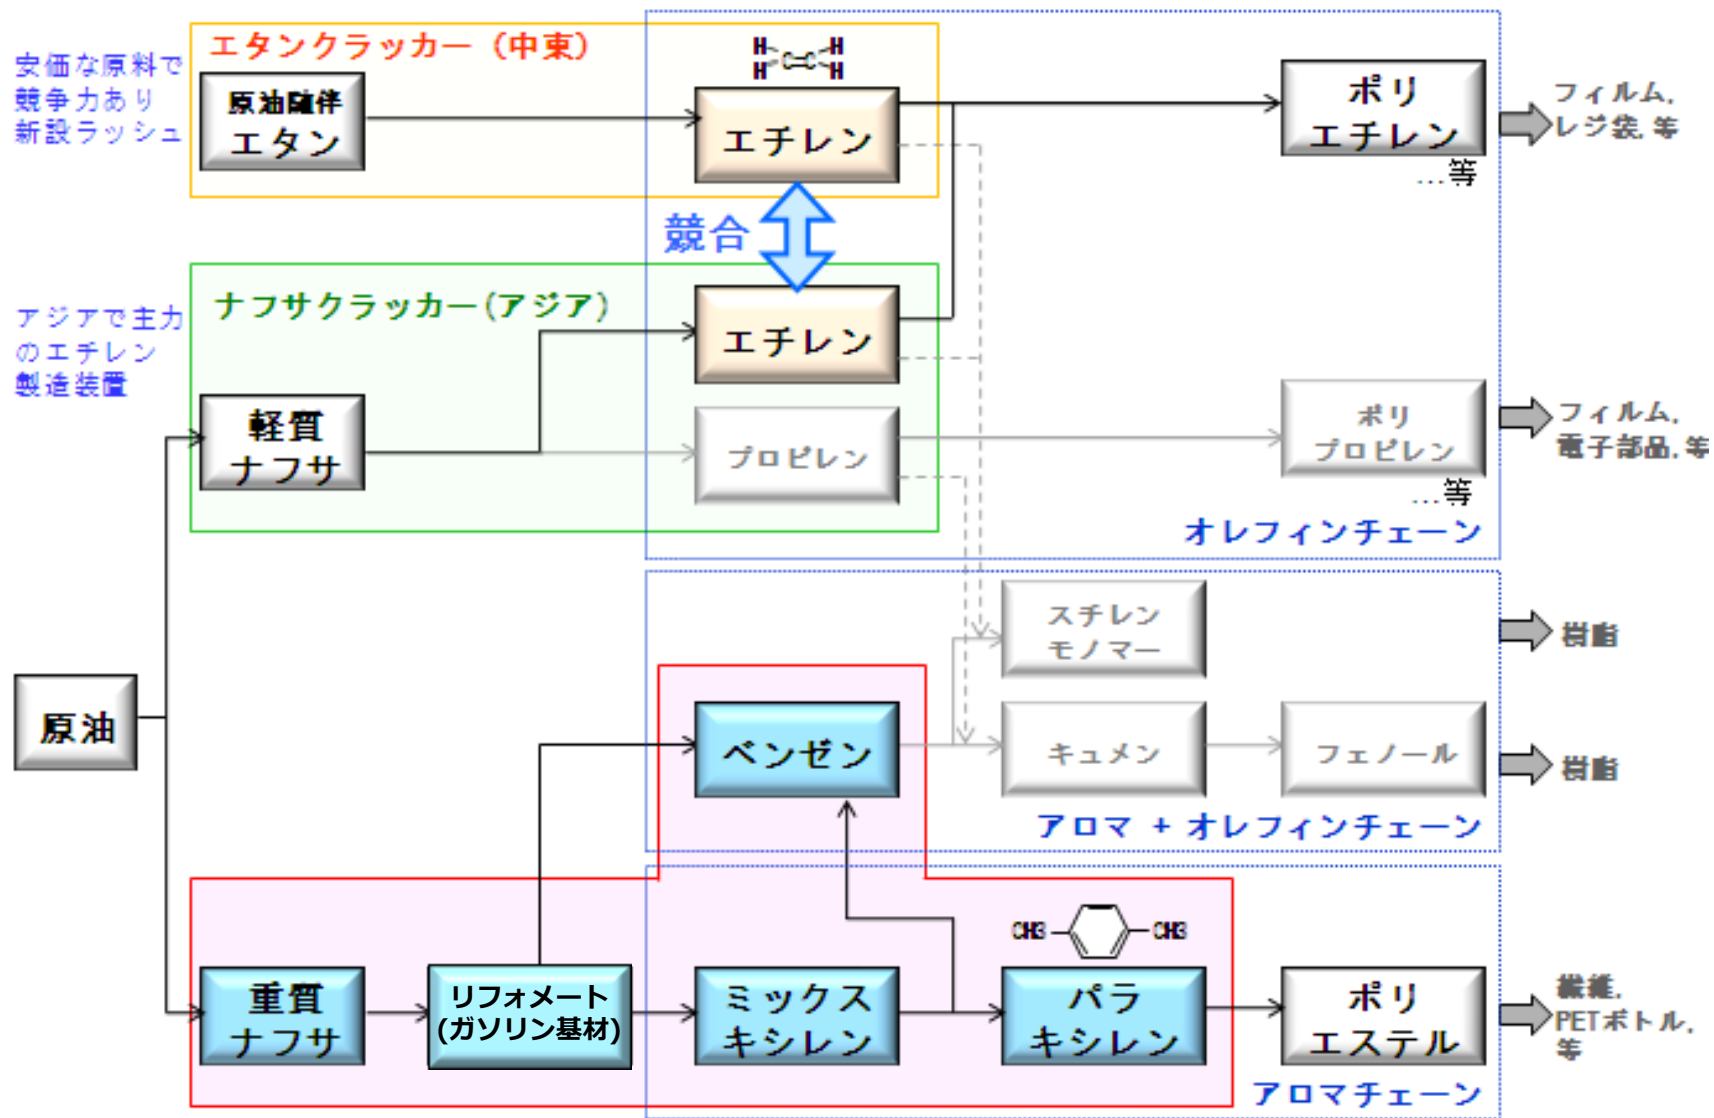 エタンクラッカー（中東）
安価な原料で
競争力あり
新設ラッシュ
原油随伴
エタン
H
H
C=C
H
H
エチレン
ポリ
エチレン
…等
フィルム,
レジ袋,等
競合
ナフサクラッカー(アジア)
アジアで主力
のエチレン
製造装置
軽質
ナフサ
エチレン
プロピレン
ポリ
プロピレン
…等
フィルム,
電子部品,等
オレフィンチェーン
スチレン
モノマー
樹脂
原油
ベンゼン
キュメン
フェノール
樹脂
アロマ + オレフィンチェーン
CH3
CH3
重質
ナフサ
リフォメート
(ガソリン基材)
ミックス
キシレン
パラ
キシレン
ポリ
エステル
繊維,
PETボトル,
等
アロマチェーン